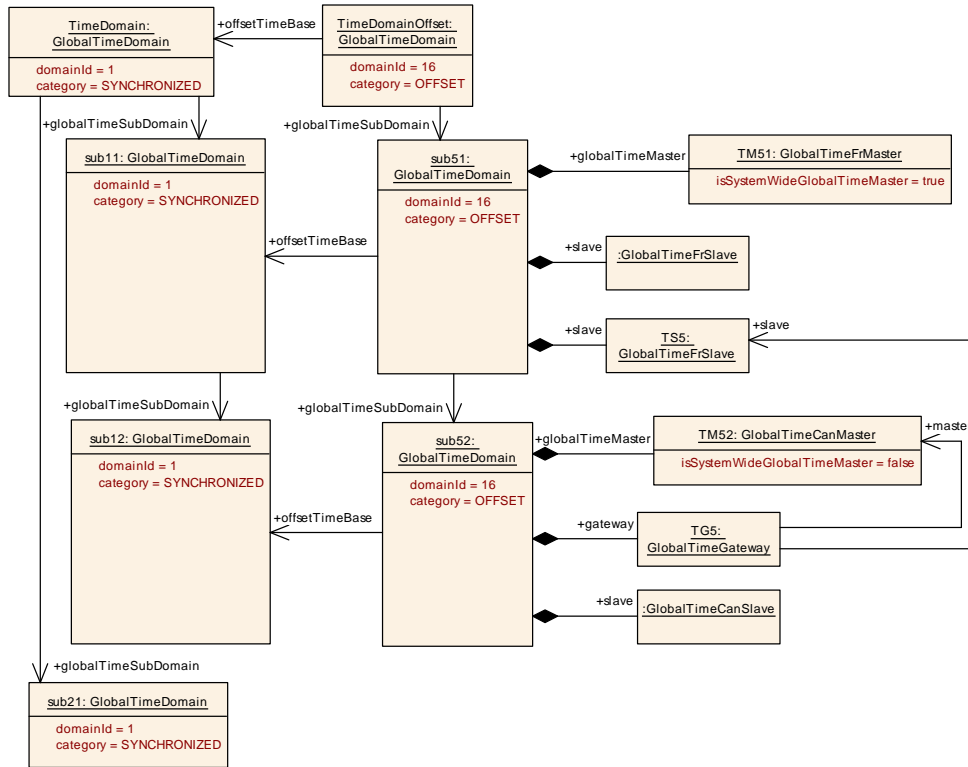 TimeDomain:
GlobalTimeDomain
domainId = 1
category = SYNCHRONIZED
+offsetTimeBase
TimeDomainOffset:
GlobalTimeDomain
domainId = 16
category = OFFSET
+globalTimeSubDomain
+globalTimeSubDomain
sub11: GlobalTimeDomain
domainId = 1
category = SYNCHRONIZED
sub51:
GlobalTimeDomain
domainId = 16
category = OFFSET
+globalTimeMaster
TM51: GlobalTimeFrMaster
isSystemWideGlobalTimeMaster = true
+offsetTimeBase
+slave
:GlobalTimeFrSlave
+slave
TS5:
GlobalTimeFrSlave
+slave
+globalTimeSubDomain
+globalTimeSubDomain
sub12: GlobalTimeDomain
domainId = 1
category = SYNCHRONIZED
sub52:
GlobalTimeDomain
domainId = 16
category = OFFSET
+globalTimeMaster
TM52: GlobalTimeCanMaster
isSystemWideGlobalTimeMaster = false
+master
+offsetTimeBase
+gateway
TG5:
GlobalTimeGateway
+slave
:GlobalTimeCanSlave
+globalTimeSubDomain
sub21: GlobalTimeDomain
domainId = 1
category = SYNCHRONIZED